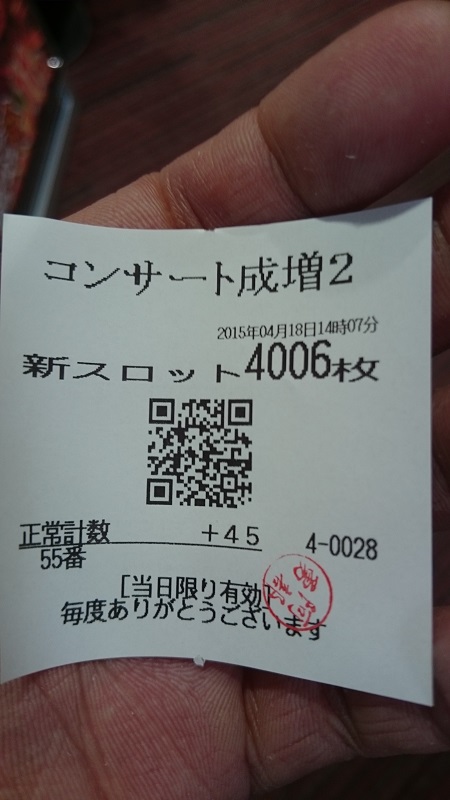 コンサート成増2
2015年04月18日14時07分
新スロット4006枚
正常計数 +45 4-0028
55番
[当日限り有効]
毎度ありがとうございます